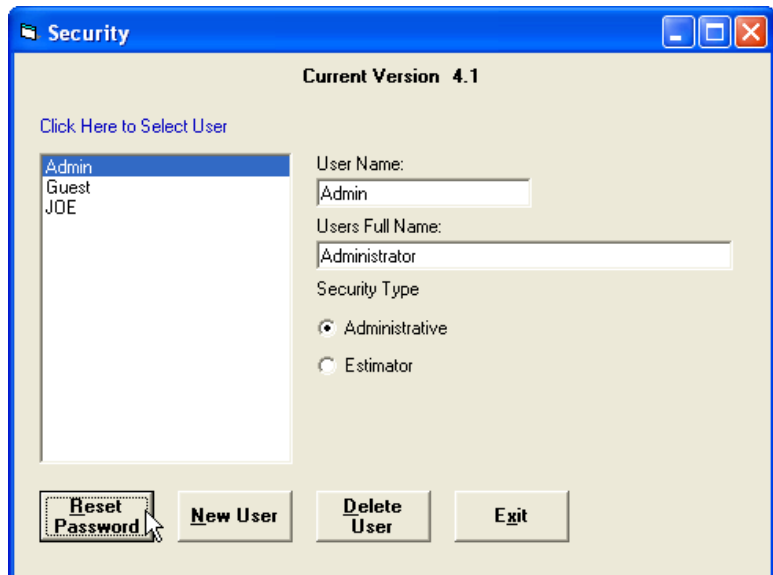 Security
Current Version 4.1
Click Here to Select User
Admin
Guest
JOE
User Name:
Admin
Users Full Name:
Administrator
Security Type
Administrative
Estimator
Reset
Password
New User
Delete
User
Exit